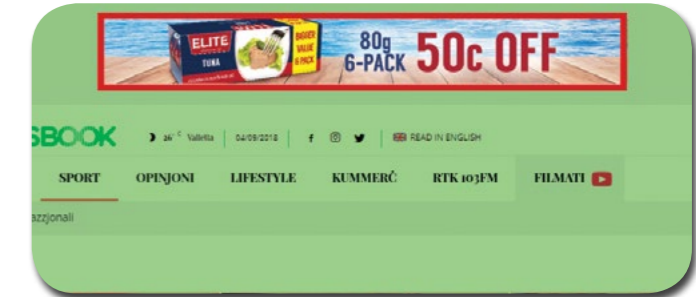 ELITE
TUNA
BIGGER
VALUE
6 PACK
80g
6-PACK
50c OFF
SBOOK
26° C Valletta
04/09/2018
READ IN ENGLISH
SPORT OPINJONI LIFESTYLE KUMMERĊ RTK 103FM FILMATI
azzjonali